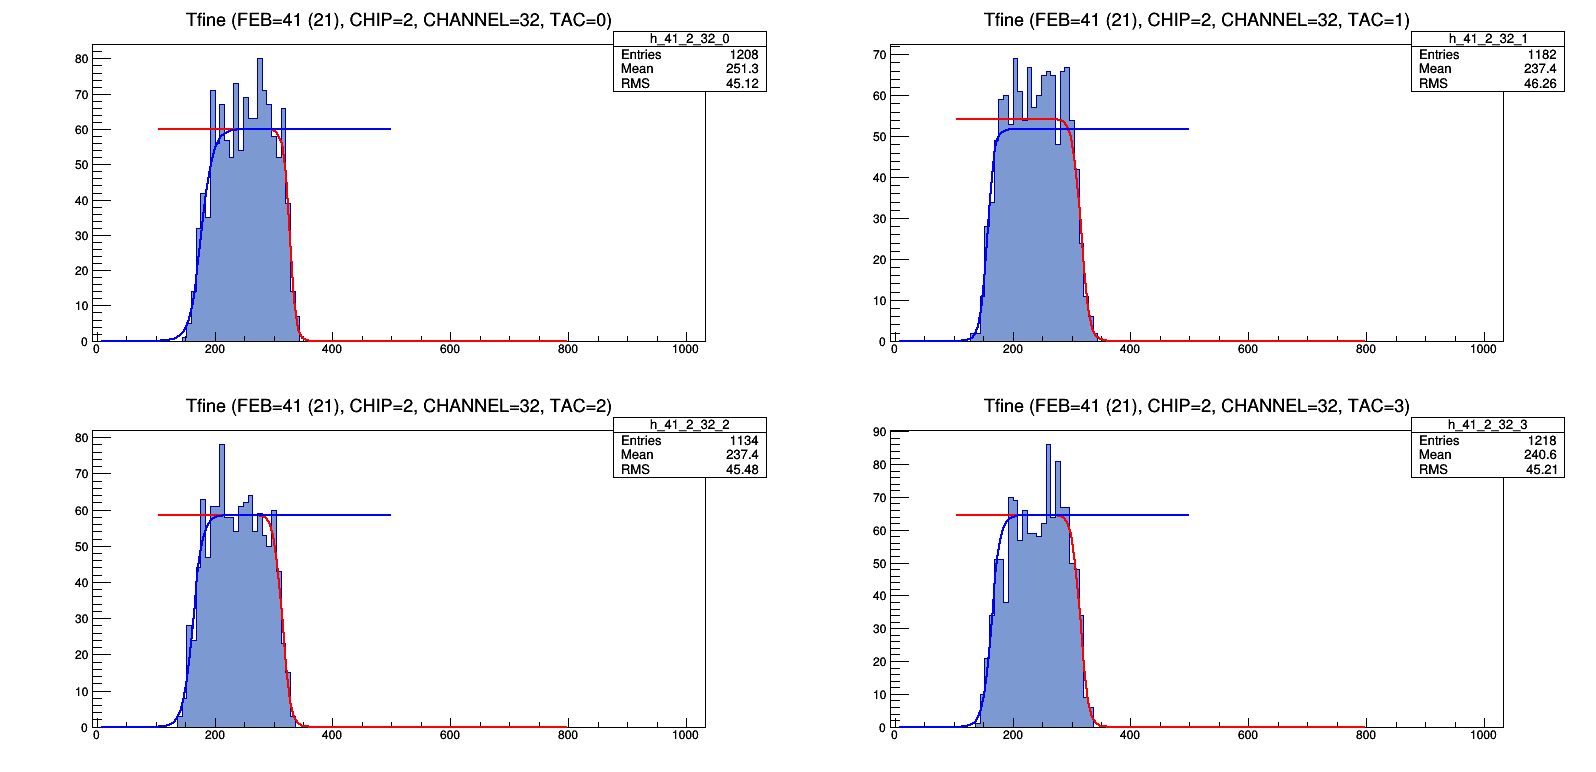 Tfine (FEB=41 (21), CHIP=2, CHANNEL=32, TAC=0)
h_41_2_32_0
Entries 1208
Mean 251.3
RMS 45.12
80
70
60
50
40
30
20
10
0
0 200 400 600 800 1000
Tfine (FEB=41 (21), CHIP=2, CHANNEL=32, TAC=1)
h_41_2_32_1
Entries 1182
Mean 237.4
RMS 46.26
70
60
50
40
30
20
10
0
0 200 400 600 800 1000
Tfine (FEB=41 (21), CHIP=2, CHANNEL=32, TAC=2)
h_41_2_32_2
Entries 1134
Mean 237.4
RMS 45.48
80
70
60
50
40
30
20
10
0
0 200 400 600 800 1000
Tfine (FEB=41 (21), CHIP=2, CHANNEL=32, TAC=3)
h_41_2_32_3
Entries 1218
Mean 240.6
RMS 45.21
90
80
70
60
50
40
30
20
10
0
0 200 400 600 800 1000